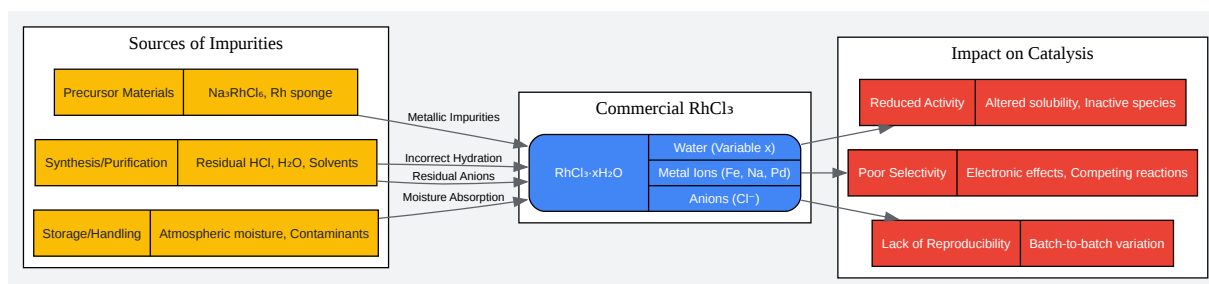 Sources of Impurities
Precursor Materials
Na₃RhCl₆, Rh sponge
Synthesis/Purification
Residual HCl, H₂O, Solvents
Storage/Handling
Atmospheric moisture, Contaminants
Metallic Impurities
Incorrect Hydration
Residual Anions
Moisture Absorption
Commercial RhCl₃
RhCl₃·xH₂O
Water (Variable x)
Metal Ions (Fe, Na, Pd)
Anions (Cl⁻)
Impact on Catalysis
Reduced Activity
Altered solubility, Inactive species
Poor Selectivity
Electronic effects, Competing reactions
Lack of Reproducibility
Batch-to-batch variation